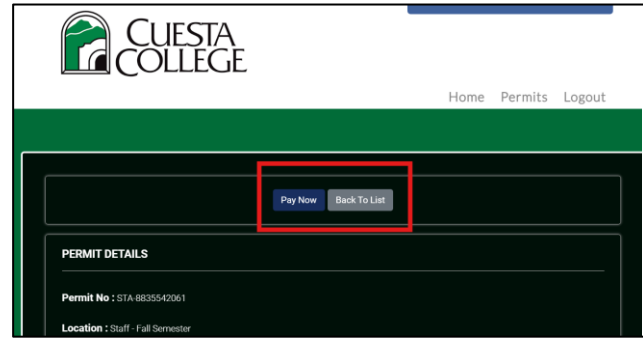 CUESTA
COLLEGE
Home Permits Logout
Pay Now Back To List
PERMIT DETAILS
Permit No : STA-8835542061
Location : Staff - Fall Semester